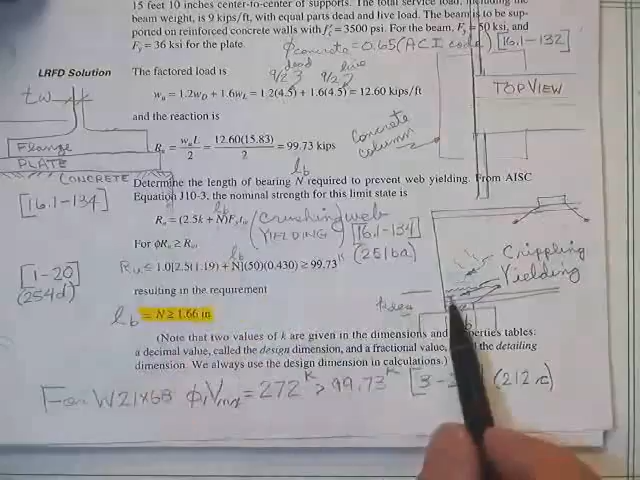 15 feet 10 inches center-to-center of supports. The total service load, including the
beam weight, is 9 kips/ft, with equal parts dead and live load. The beam is to be sup-
ported on reinforced concrete walls with f'c = 3500 psi. For the beam, Fy = 50 ksi, and
Fy = 36 ksi for the plate. ϕconcrete = 0.65 (ACI code) [16.1-132]
dead live
LRFD Solution The factored load is 9/2 9/2
tw
wu = 1.2wD + 1.6wL = 1.2(4.5) + 1.6(4.5) = 12.60 kips/ft
TOP VIEW
and the reaction is
Ru = wuL/2 = 12.60(15.83)/2 = 99.73 kips
Concrete column
Flange
PLATE
CONCRETE
lb
Determine the length of bearing N required to prevent web yielding. From AISC
Equation J10-3, the nominal strength for this limit state is
[16.1-134]
lb
Rn = (2.5k + N)Fytw / Crushing web
(YIELDING) [16.1-134]
For ϕRn ≥ Ru, (251ba)
Crippling
Yielding
lb
[1-20] Ru ≤ 1.0[2.5(1.19) + N](50)(0.430) ≥ 99.73 K
(254d)
resulting in the requirement
kdes
lb = N ≥ 1.66 in
(Note that two values of k are given in the dimensions and properties tables:
a decimal value, called the design dimension, and a fractional value, the detailing
dimension. We always use the design dimension in calculations.)
For W21x68 ϕvVnx = 272 K > 99.73 K [3-2 (212